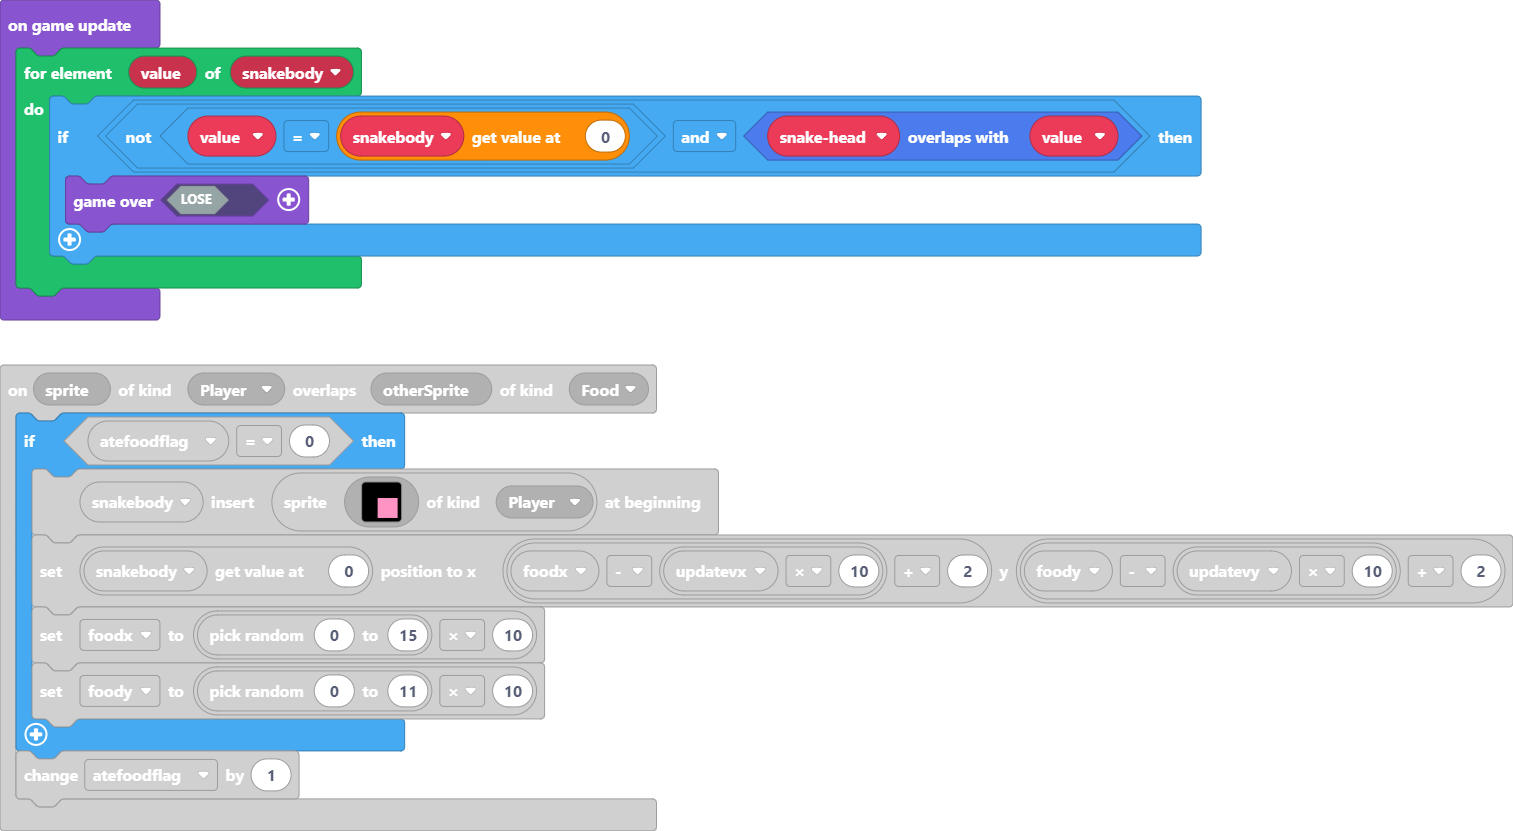 on game update
for element value of snakebody
do
if not value = snakebody get value at 0 and snake-head overlaps with value then
game over LOSE
on sprite of kind Player overlaps otherSprite of kind Food
if atefoodflag = 0 then
snakebody insert sprite of kind Player at beginning
set snakebody get value at 0 position to x foodx - updatevx × 10 + 2 y foody - updatevy × 10 + 2
set foodx to pick random 0 to 15 × 10
set foody to pick random 0 to 11 × 10
change atefoodflag by 1